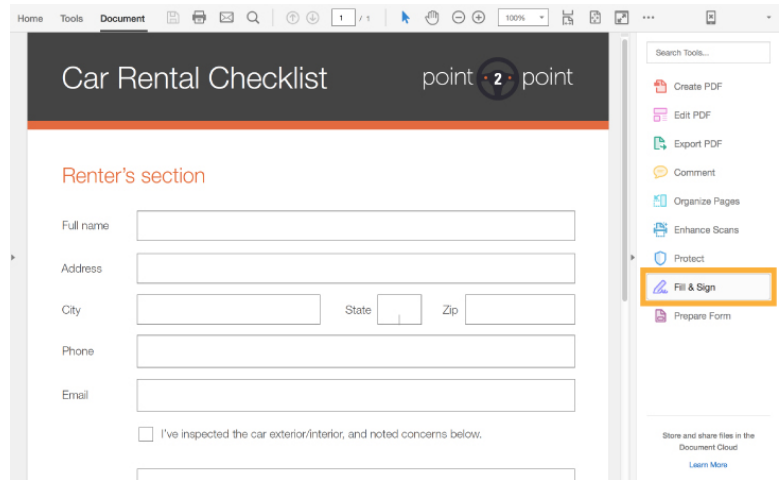 Home Tools Document 1 / 1 100%
Car Rental Checklist
point 2 point
Renter's section
Full name
Address
City State Zip
Phone
Email
I've inspected the car exterior/interior, and noted concerns below.
Search Tools...
Create PDF
Edit PDF
Export PDF
Comment
Organize Pages
Enhance Scans
Protect
Fill & Sign
Prepare Form
Store and share files in the
Document Cloud
Learn More